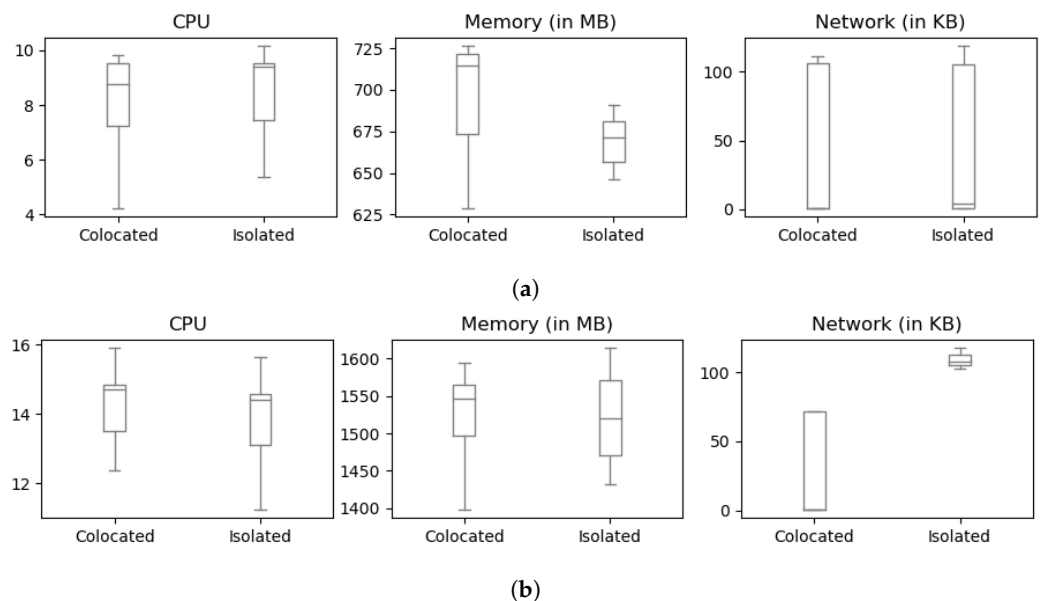 CPU Memory (in MB) Network (in KB)
10 725 100
8 700
6 675 50
4 650 0
625
Colocated Isolated Colocated Isolated Colocated Isolated
(a)
CPU Memory (in MB) Network (in KB)
16 1600 100
14 1550
12 1500 50
1450
1400 0
Colocated Isolated Colocated Isolated Colocated Isolated
(b)